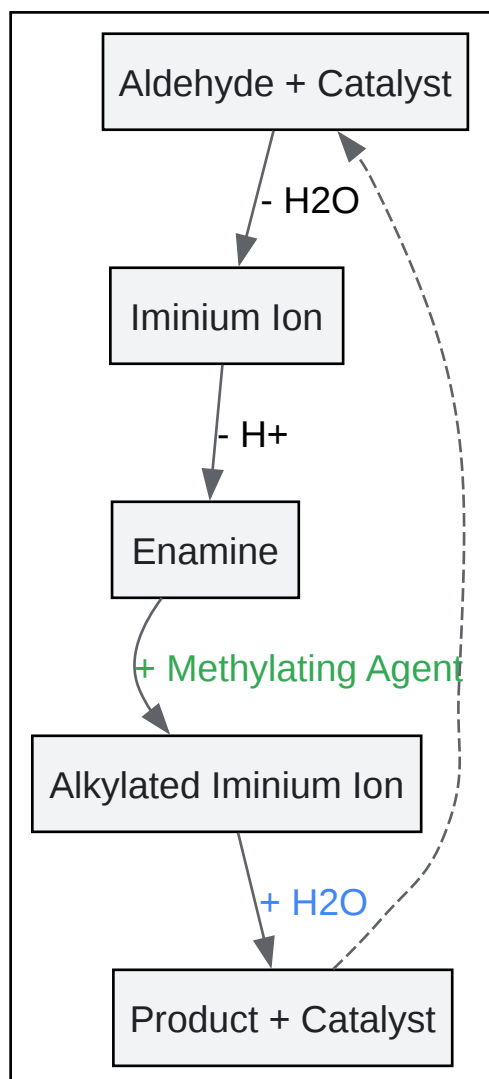 Aldehyde + Catalyst
- H2O
Iminium Ion
- H+
Enamine
+ Methylating Agent
Alkylated Iminium Ion
+ H2O
Product + Catalyst